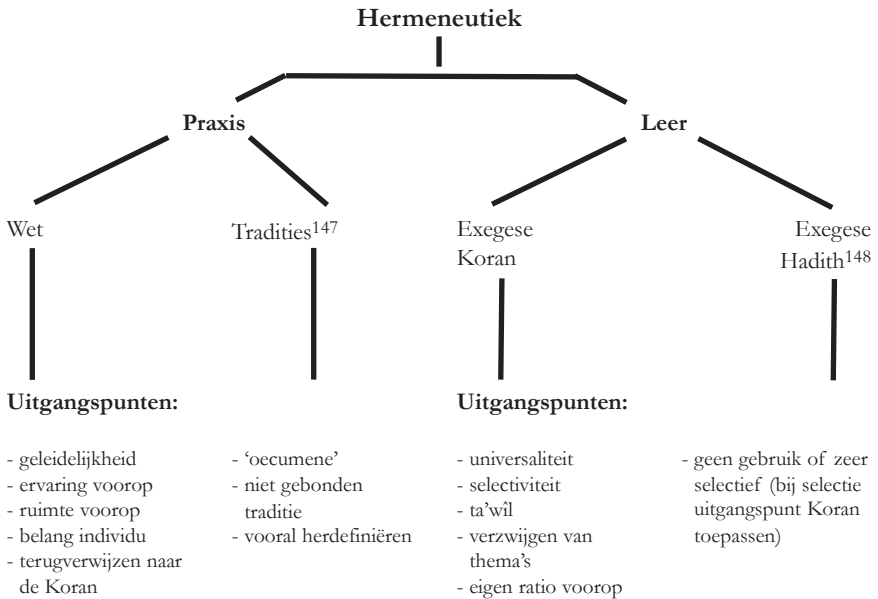 Hermeneutiek
Praxis
Leer
Wet
Tradities147
Exegese
Koran
Exegese
Hadith148
Uitgangspunten:
- geleidelijkheid
- ervaring voorop
- ruimte voorop
- belang individu
- terugverwijzen naar
de Koran
- ‘oecumene’
- niet gebonden
traditie
- vooral herdefiniëren
Uitgangspunten:
- universaliteit
- selectiviteit
- ta’wîl
- verzwijgen van
thema’s
- eigen ratio voorop
- geen gebruik of zeer
selectief (bij selectie
uitgangspunt Koran
toepassen)